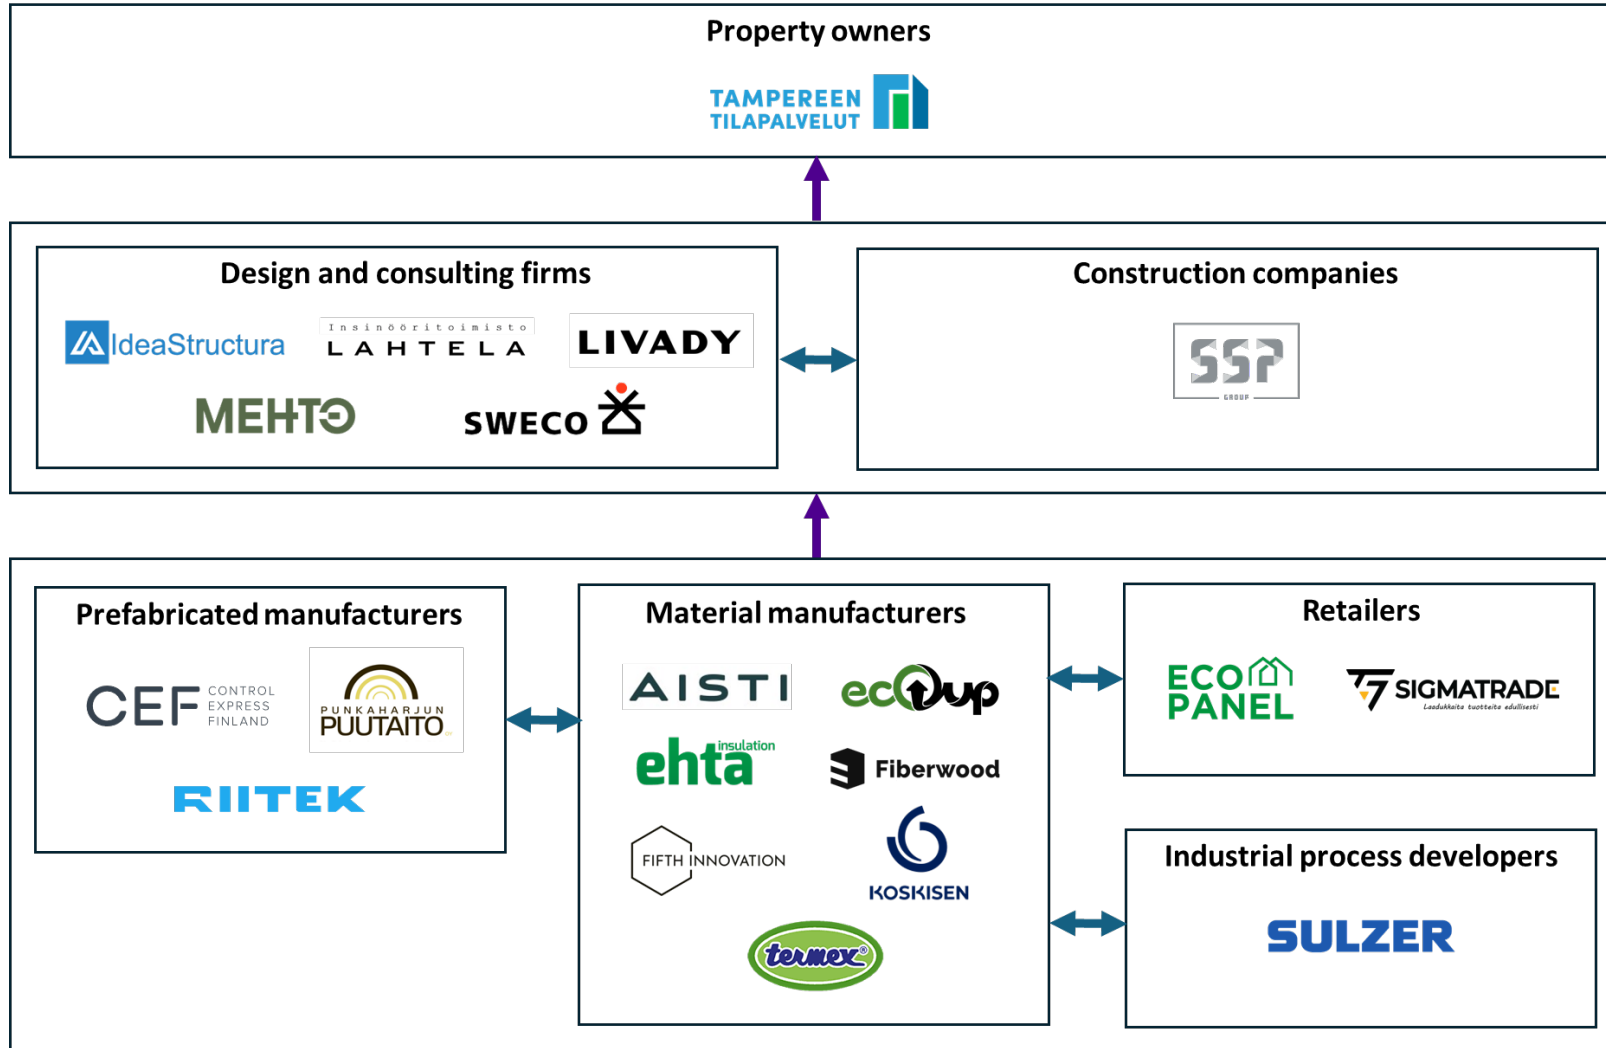 Property owners
TAMPEREEN
TILAPALVELUT
Design and consulting firms
IdeaStructura
Insinööritoimisto
LAHTELA
LIVADY
MEHTO
SWECO
Construction companies
SSP
GROUP
Prefabricated manufacturers
CEF
CONTROL
EXPRESS
FINLAND
PUNKAHARJUN
PUUTAITO
RIITEK
Material manufacturers
AISTI
ecoup
ehta insulation
Fiberwood
FIFTH INNOVATION
KOSKISEN
termex®
Retailers
ECO
PANEL
SIGMATRADE
Laadukkaita tuotteita edullisesti
Industrial process developers
SULZER